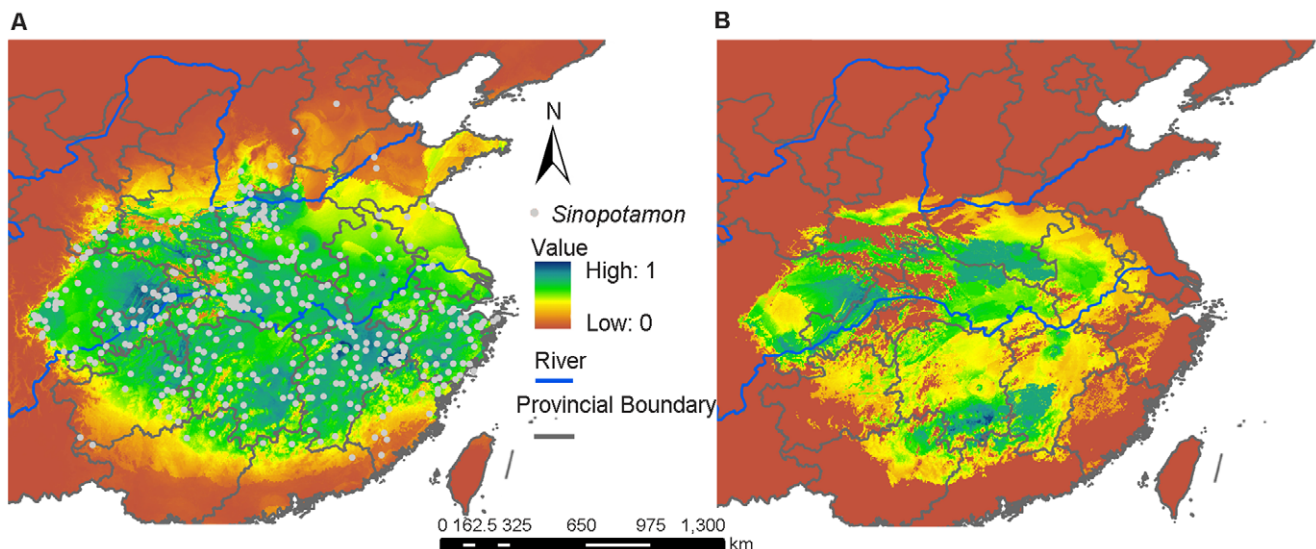 A
B
N
Sinopotamon
Value
High: 1
Low: 0
River
Provincial Boundary
0 162.5 325 650 975 1,300
km